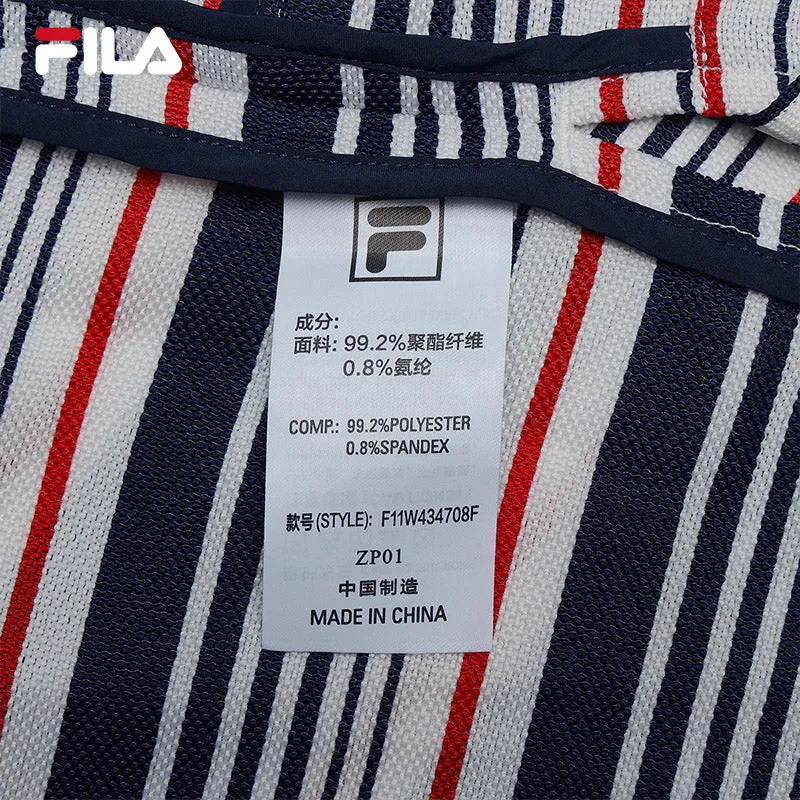 FILA
成分:
面料: 99.2%聚酯纤维
0.8%氨纶
COMP.: 99.2%POLYESTER
0.8%SPANDEX
款号(STYLE): F11W434708F
ZP01
中国制造
MADE IN CHINA